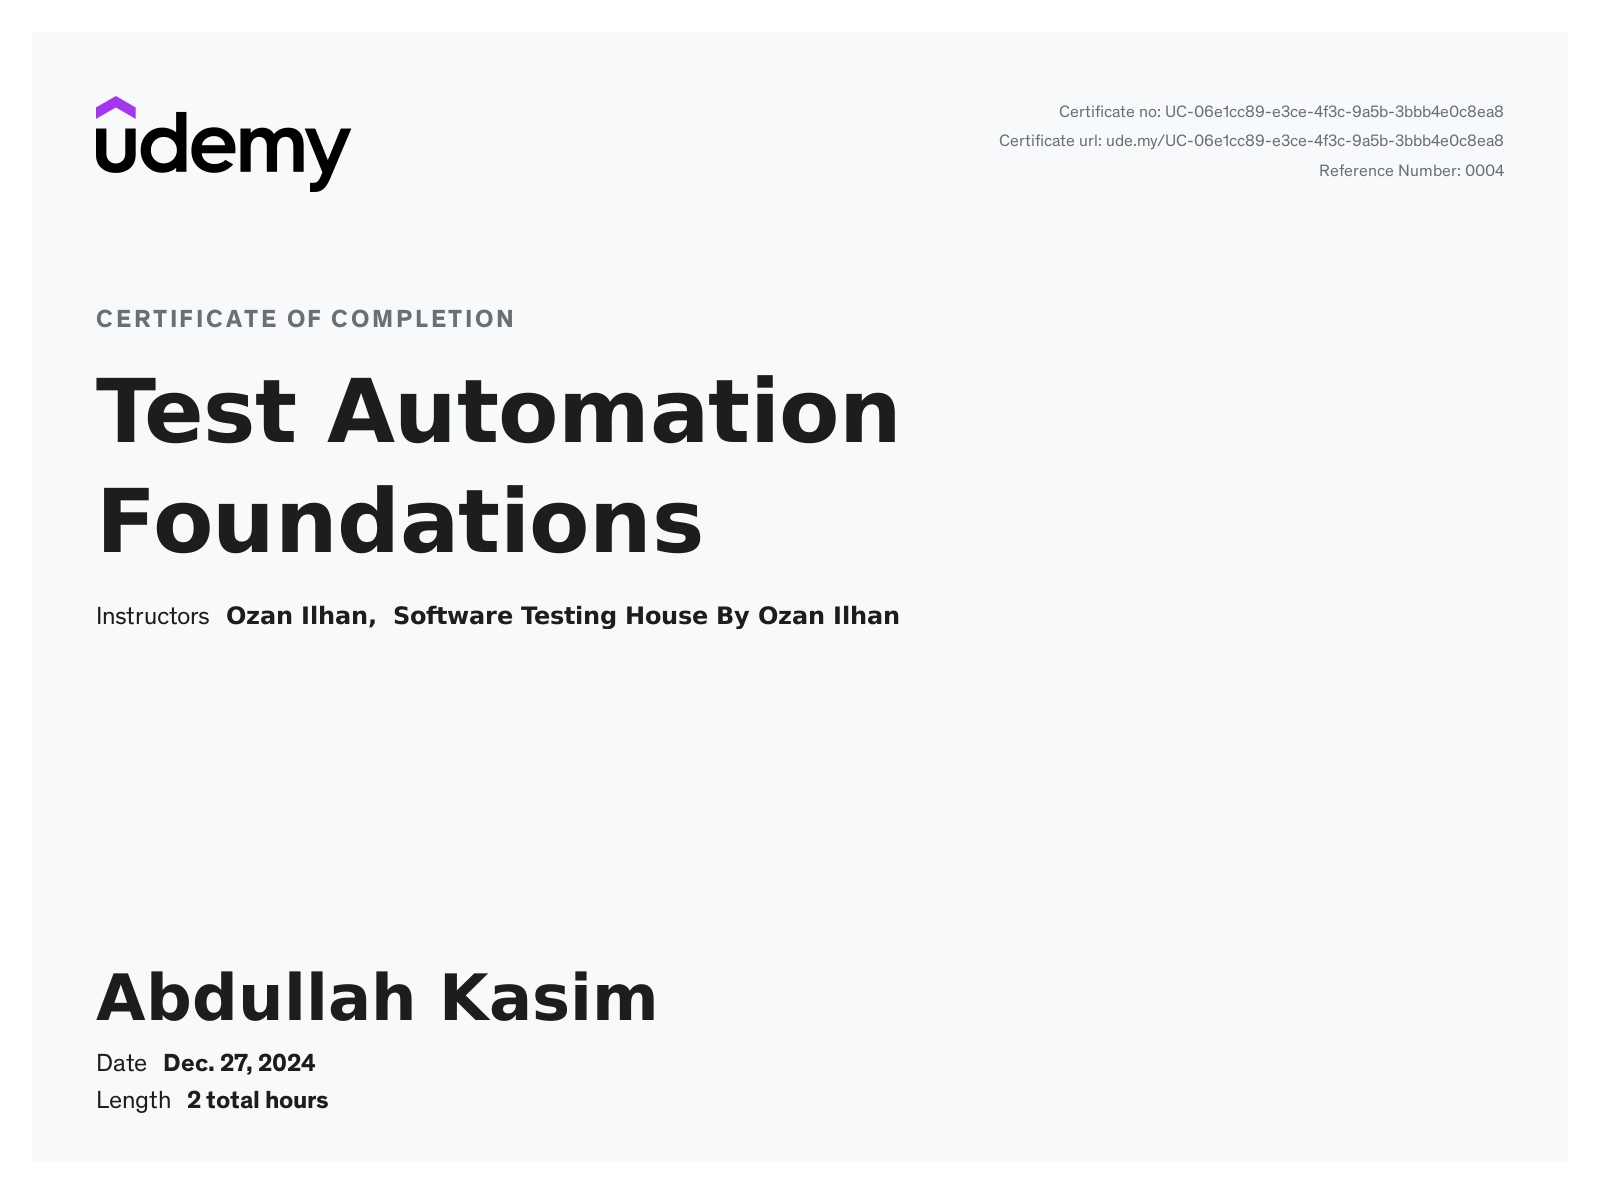 udemy
Certificate no: UC-06e1cc89-e3ce-4f3c-9a5b-3bbb4e0c8ea8
Certificate url: ude.my/UC-06e1cc89-e3ce-4f3c-9a5b-3bbb4e0c8ea8
Reference Number: 0004
CERTIFICATE OF COMPLETION
Test Automation
Foundations
Instructors Ozan Ilhan, Software Testing House By Ozan Ilhan
Abdullah Kasim
Date Dec. 27, 2024
Length 2 total hours